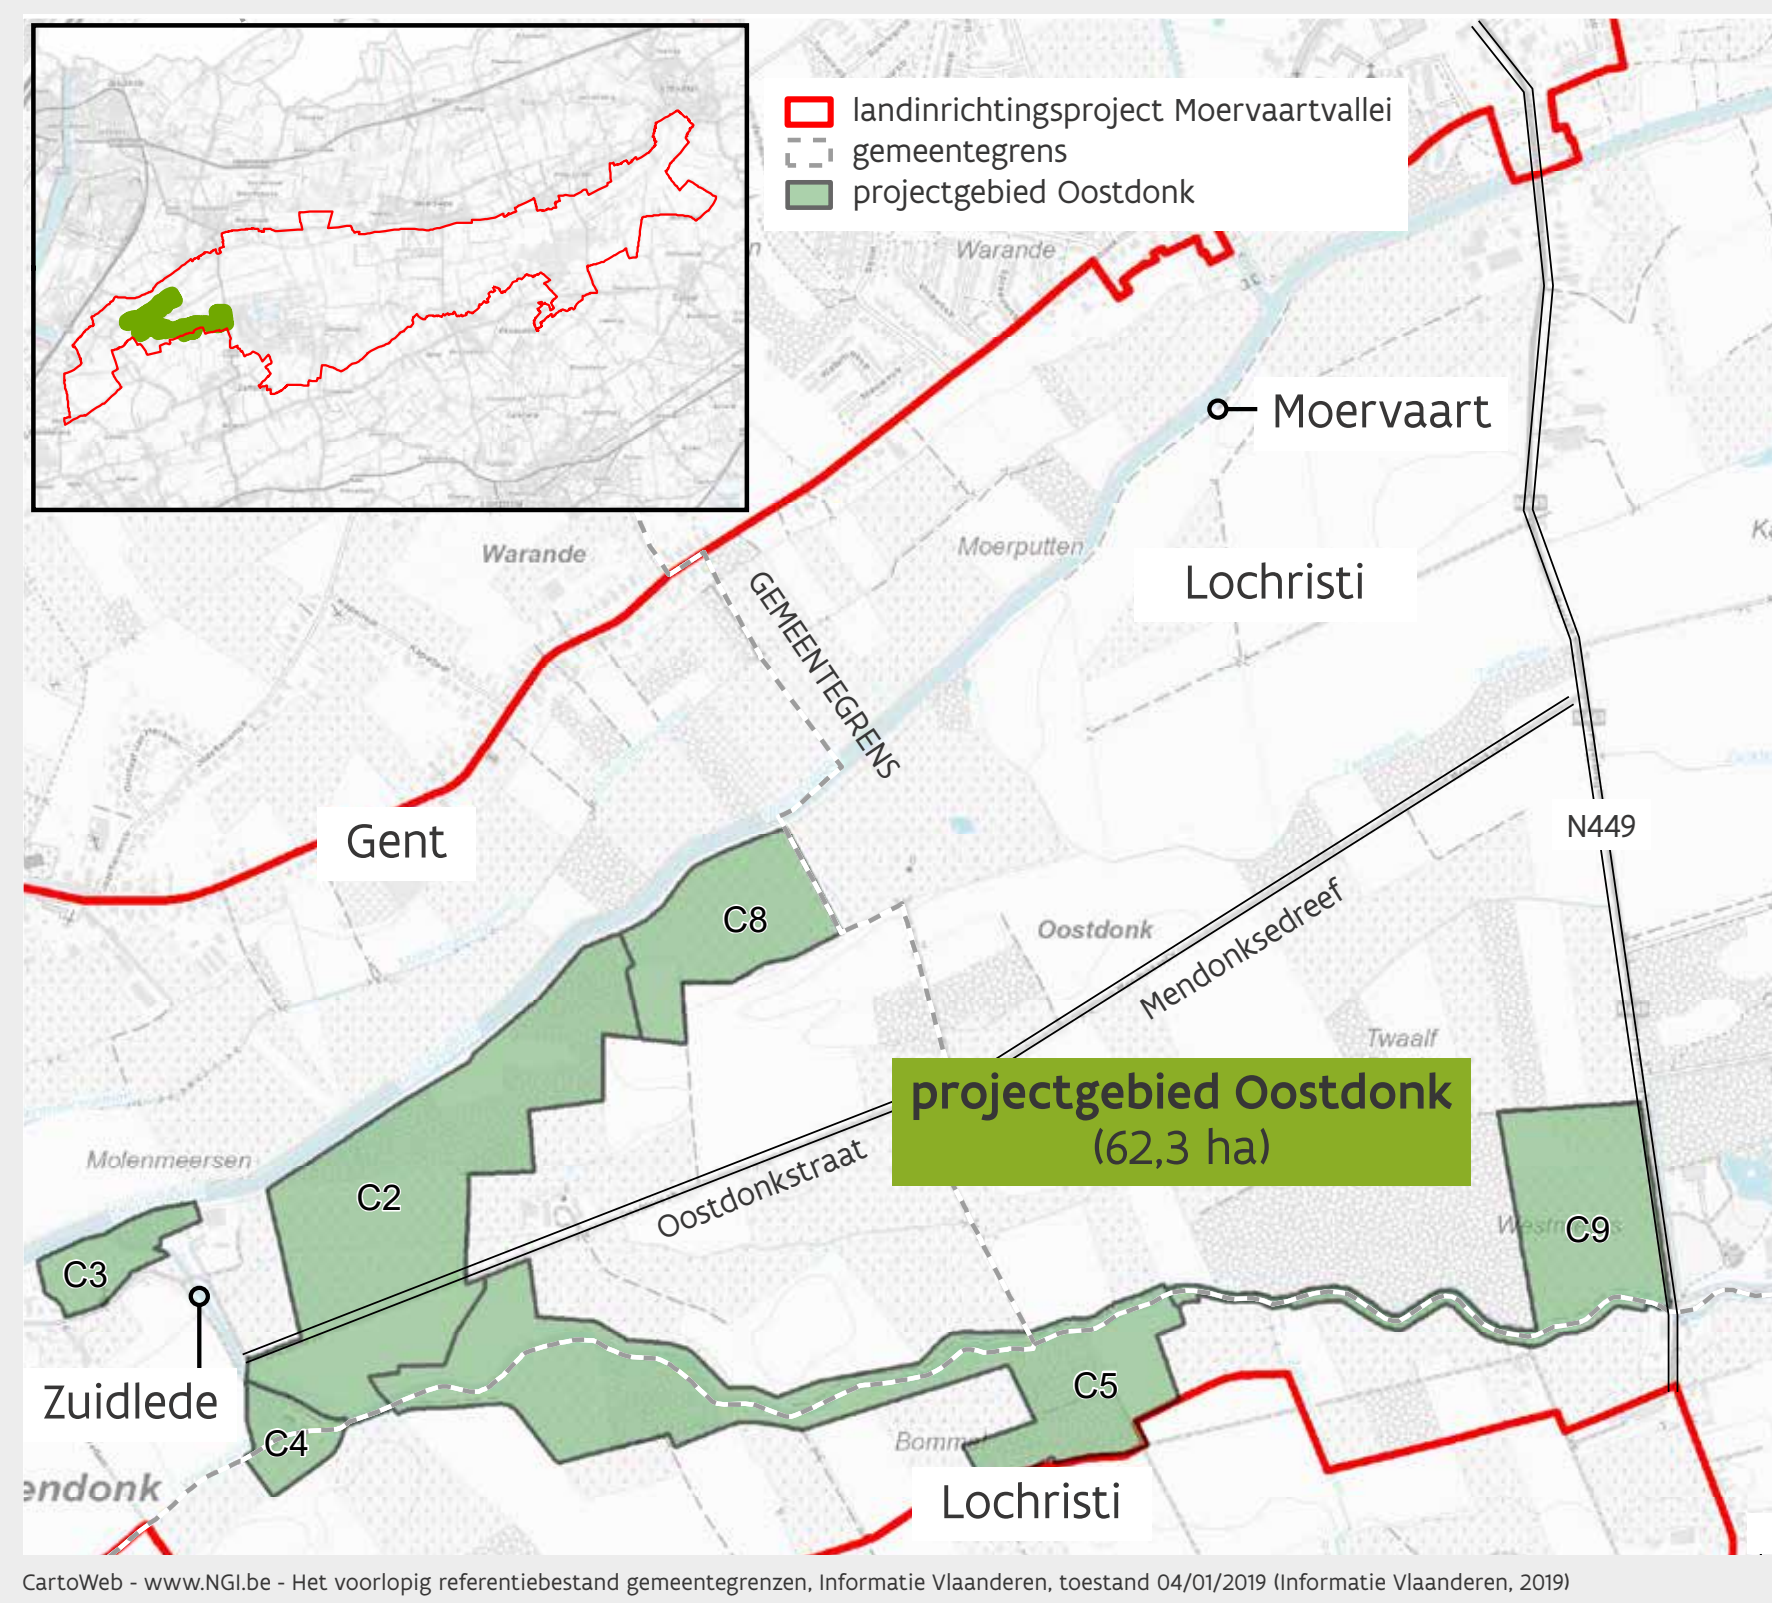 landinrichtingsproject Moervaartvallei
gemeentegrens
projectgebied Oostdonk
Warande
Moervaart
Warande
Moerputten
Lochristi
GEMEENTEGRENS
N449
Gent
C8
Oostdonk
Mendonksedreef
Twaalf
projectgebied Oostdonk
(62,3 ha)
Molenmeersen
Oostdonkstraat
C2
C9
C3
C5
Zuidlede
C4
Lochristi
endonk
CartoWeb - www.NGI.be - Het voorlopig referentiebestand gemeentegrenzen, Informatie Vlaanderen, toestand 04/01/2019 (Informatie Vlaanderen, 2019)